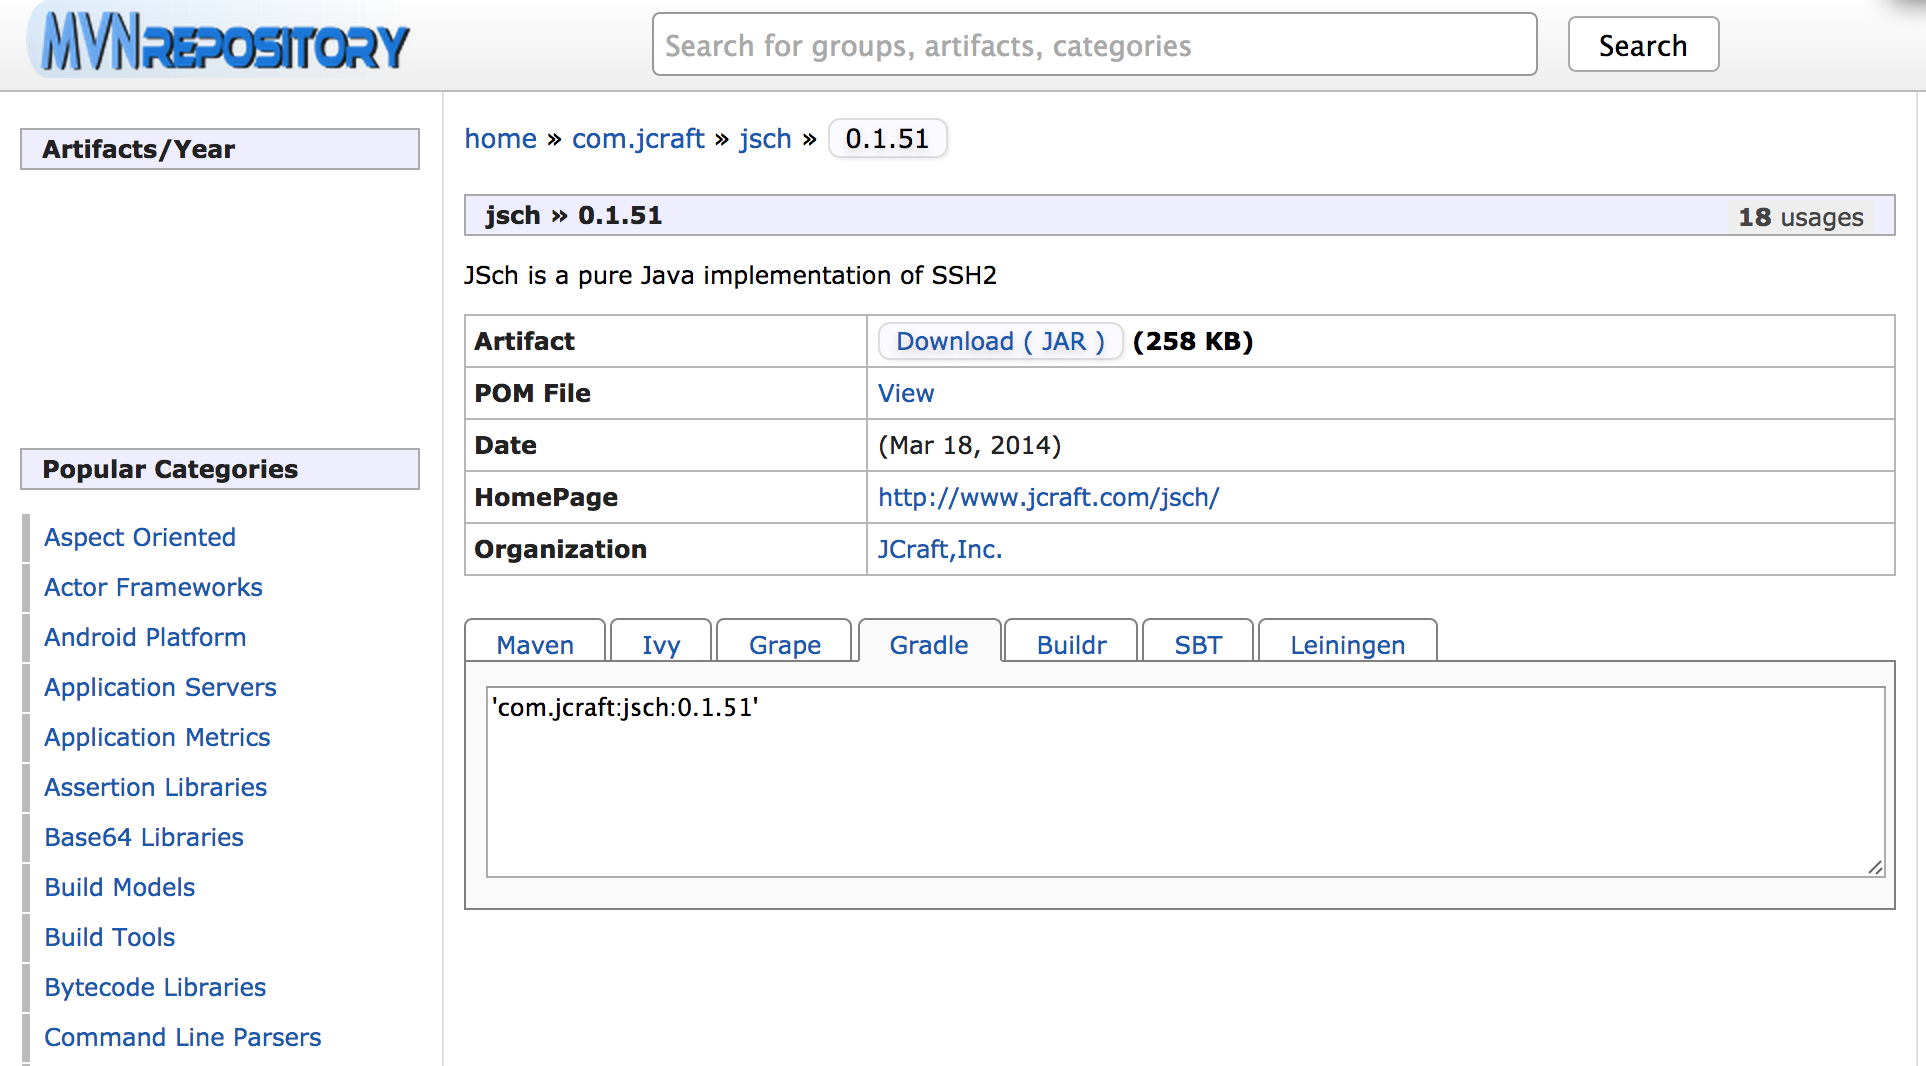 MVNREPOSITORY
Search for groups, artifacts, categories
Search
Artifacts/Year
Popular Categories
Aspect Oriented
Actor Frameworks
Android Platform
Application Servers
Application Metrics
Assertion Libraries
Base64 Libraries
Build Models
Build Tools
Bytecode Libraries
Command Line Parsers
home » com.jcraft » jsch » 0.1.51
jsch » 0.1.51 18 usages
JSch is a pure Java implementation of SSH2
Artifact Download ( JAR ) (258 KB)
POM File View
Date (Mar 18, 2014)
HomePage http://www.jcraft.com/jsch/
Organization JCraft,Inc.
Maven Ivy Grape Gradle Buildr SBT Leiningen
'com.jcraft:jsch:0.1.51'